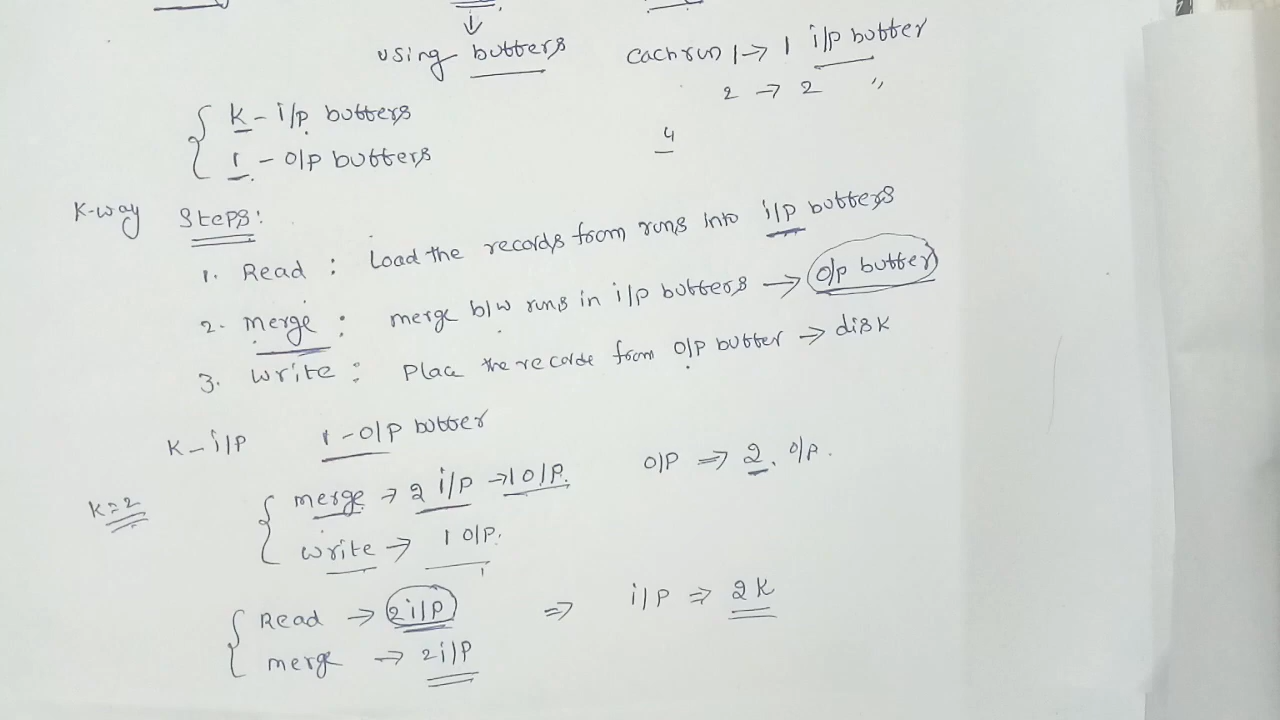 using buffers
each run 1 → 1 i/p buffer
2 → 2 "
K - i/p buffers
1 - o/p buffers
4
K-way Steps:
1. Read : Load the records from runs into i/p buffers
2. merge : merge b/w runs in i/p buffers → o/p buffer
3. write : Place the records from o/p buffer → disk
K - i/p 1 - o/p buffer
K=2
merge → 2 i/p → 1 o/p.
o/p ⇒ 2. o/p.
write → 1 o/p.
Read → 2 i/p ⇒ i/p ⇒ 2K
merge → 2 i/p